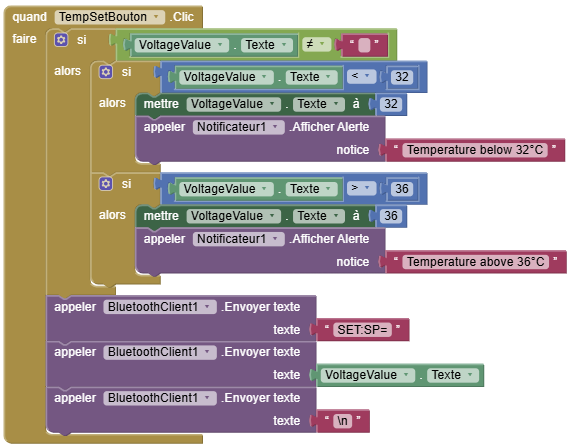 quand TempSetBouton .Clic
faire si VoltageValue . Texte ≠ “ ”
alors si VoltageValue . Texte < 32
alors mettre VoltageValue . Texte à 32
appeler Notificateur1 .Afficher Alerte
notice “ Temperature below 32°C ”
si VoltageValue . Texte > 36
alors mettre VoltageValue . Texte à 36
appeler Notificateur1 .Afficher Alerte
notice “ Temperature above 36°C ”
appeler BluetoothClient1 .Envoyer texte
texte “ SET:SP= ”
appeler BluetoothClient1 .Envoyer texte
texte VoltageValue . Texte
appeler BluetoothClient1 .Envoyer texte
texte “ \n ”